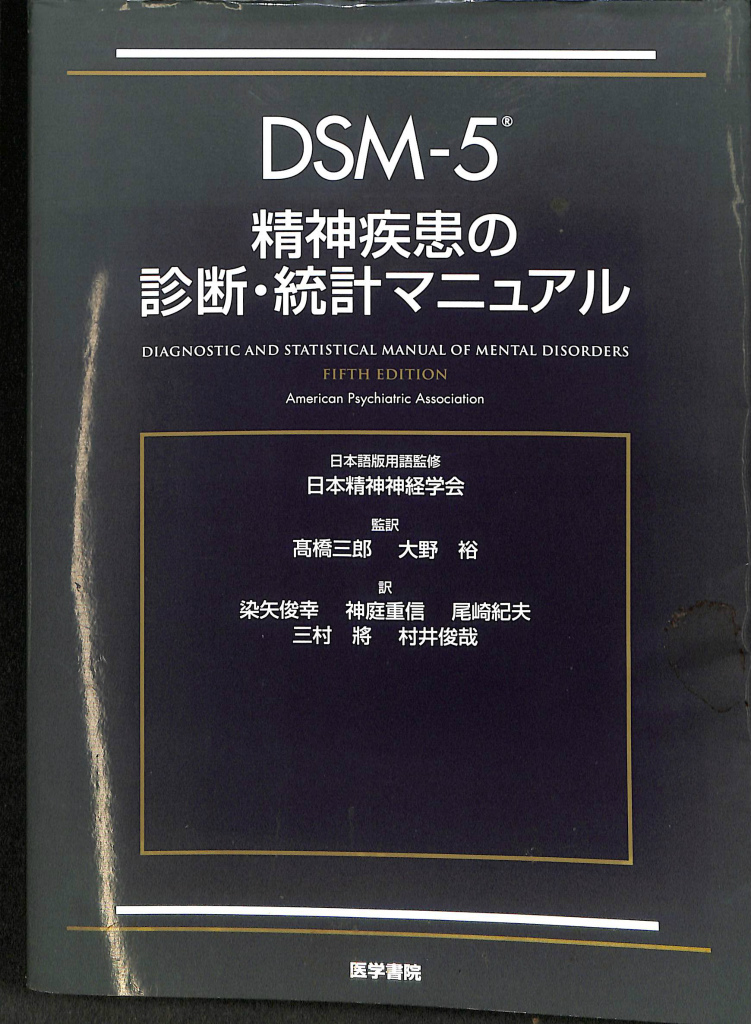 DSM-5®
精神疾患の
診断・統計マニュアル
DIAGNOSTIC AND STATISTICAL MANUAL OF MENTAL DISORDERS
FIFTH EDITION
American Psychiatric Association
日本語版用語監修
日本精神神経学会
監訳
髙橋三郎 大野 裕
訳
染矢俊幸 神庭重信 尾崎紀夫
三村 將 村井俊哉
医学書院